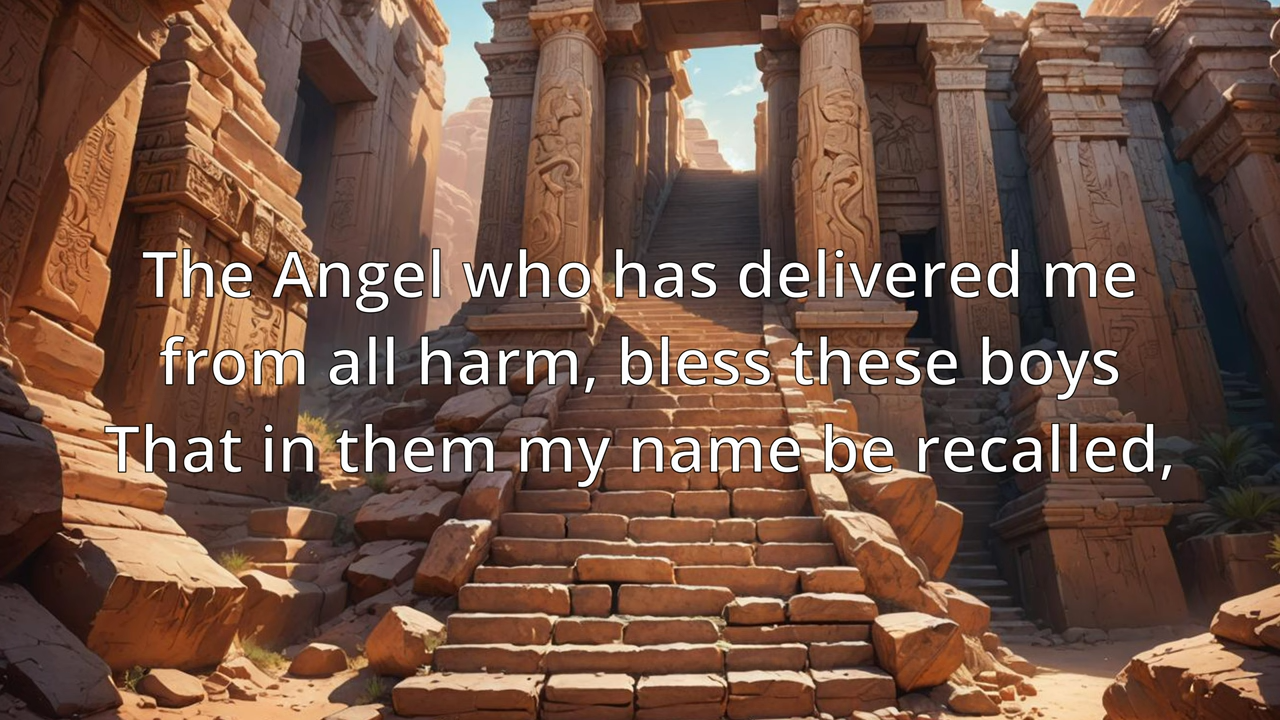 The Angel who has delivered me
from all harm, bless these boys
That in them my name be recalled,